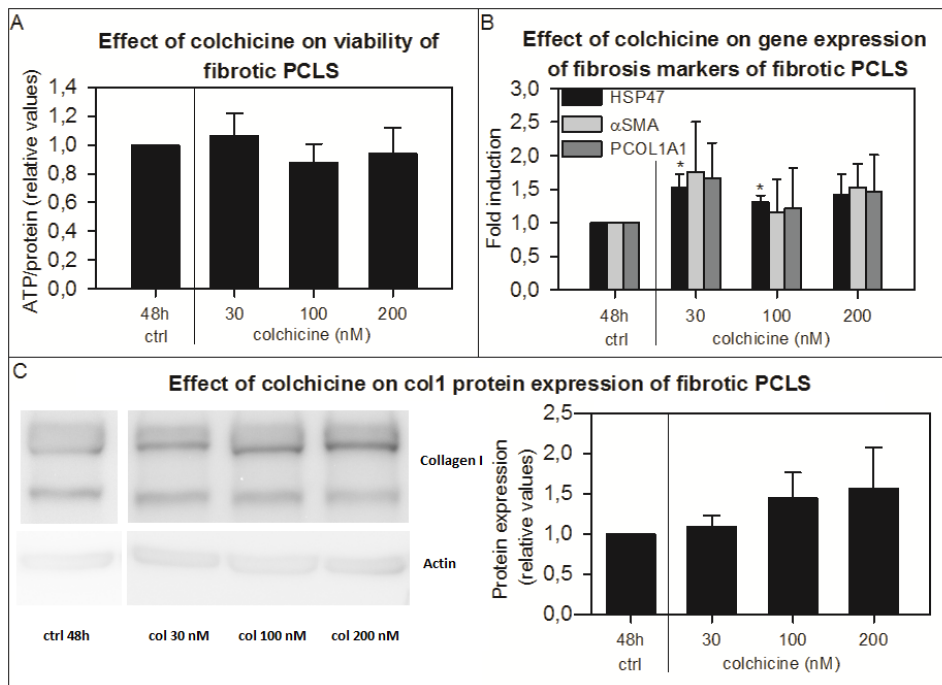 A
Effect of colchicine on viability of
fibrotic PCLS
ATP/protein (relative values)
1,4
1,2
1,0
0,8
0,6
0,4
0,2
0,0
48h 30 100 200
ctrl colchicine (nM)
B
Effect of colchicine on gene expression
of fibrosis markers of fibrotic PCLS
Fold induction
3,0
2,5
2,0
1,5
1,0
0,5
0,0
HSP47
αSMA
PCOL1A1
* *
48h 30 100 200
ctrl colchicine (nM)
C
Effect of colchicine on col1 protein expression of fibrotic PCLS
Collagen I
Actin
ctrl 48h col 30 nM col 100 nM col 200 nM
Protein expression
(relative values)
2,5
2,0
1,5
1,0
0,5
0,0
48h 30 100 200
ctrl colchicine (nM)